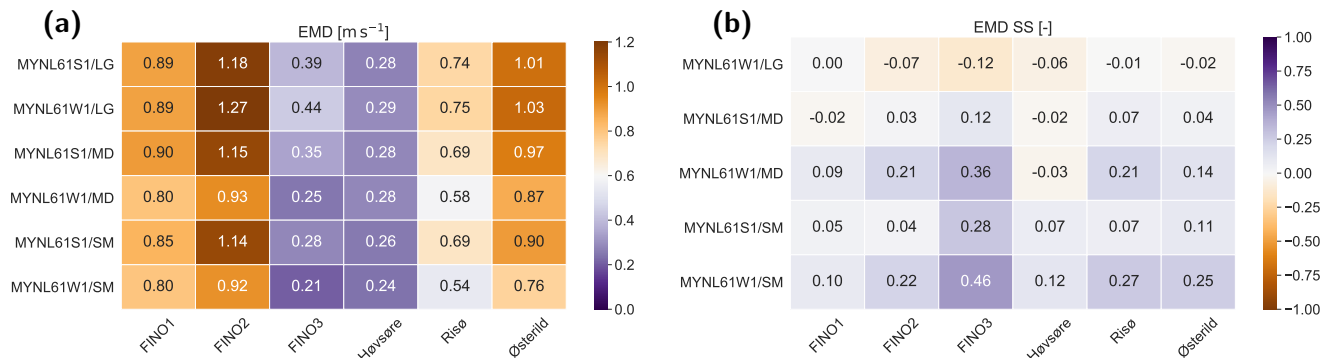 (a)
EMD [m s⁻¹]
MYNL61S1/LG 0.89 1.18 0.39 0.28 0.74 1.01
MYNL61W1/LG 0.89 1.27 0.44 0.29 0.75 1.03
MYNL61S1/MD 0.90 1.15 0.35 0.28 0.69 0.97
MYNL61W1/MD 0.80 0.93 0.25 0.28 0.58 0.87
MYNL61S1/SM 0.85 1.14 0.28 0.26 0.69 0.90
MYNL61W1/SM 0.80 0.92 0.21 0.24 0.54 0.76
FINO1 FINO2 FINO3 Høvsøre Risø Østerild
1.2
1.0
0.8
0.6
0.4
0.2
0.0
(b)
EMD SS [-]
MYNL61W1/LG 0.00 -0.07 -0.12 -0.06 -0.01 -0.02
MYNL61S1/MD -0.02 0.03 0.12 -0.02 0.07 0.04
MYNL61W1/MD 0.09 0.21 0.36 -0.03 0.21 0.14
MYNL61S1/SM 0.05 0.04 0.28 0.07 0.07 0.11
MYNL61W1/SM 0.10 0.22 0.46 0.12 0.27 0.25
FINO1 FINO2 FINO3 Høvsøre Risø Østerild
1.00
0.75
0.50
0.25
0.00
−0.25
−0.50
−0.75
−1.00